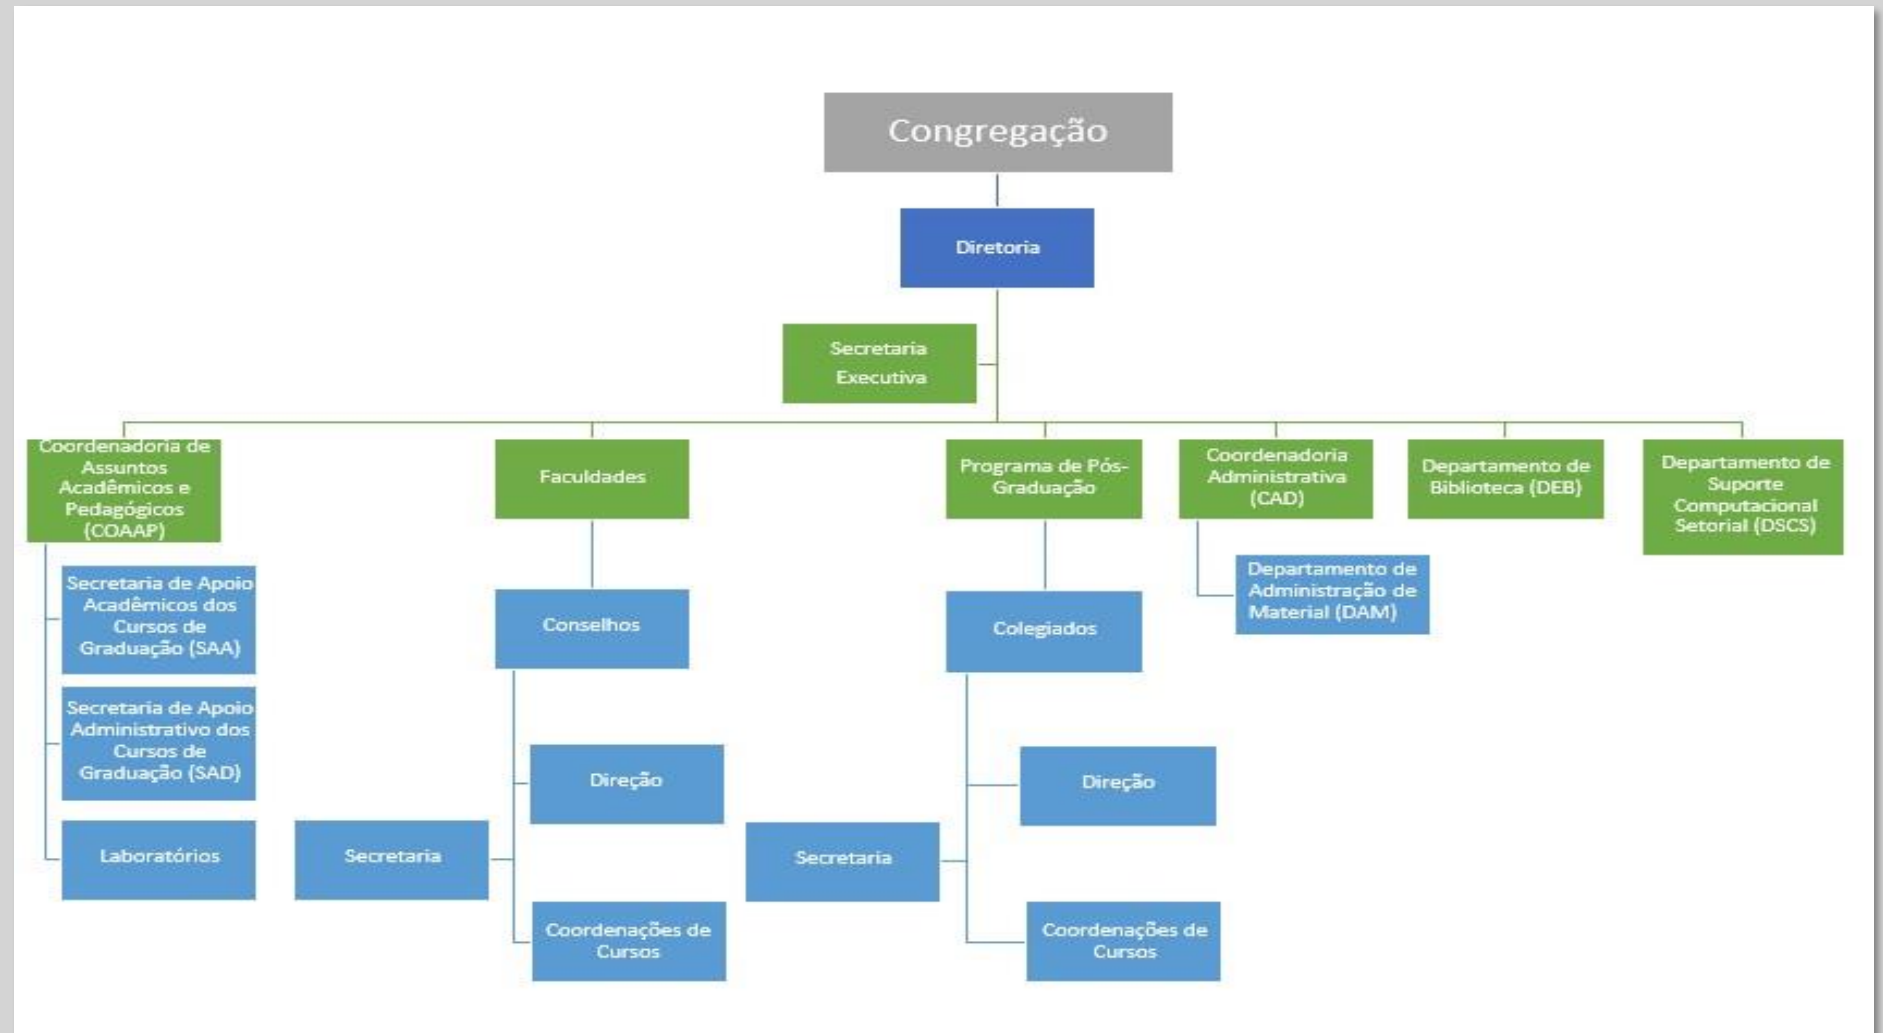 Congregação
Diretoria
Secretaria
Executiva
Coordenadoria de
Assuntos
Acadêmicos e
Pedagógicos
(COAAP)
Faculdades
Programa de Pós-
Graduação
Coordenadoria
Administrativa
(CAD)
Departamento de
Biblioteca (DEB)
Departamento de
Suporte
Computacional
Setorial (DSCS)
Secretaria de Apoio
Acadêmicos dos
Cursos de
Graduação (SAA)
Conselhos
Colegiados
Departamento de
Administração de
Material (DAM)
Secretaria de Apoio
Administrativo dos
Cursos de
Graduação (SAD)
Direção
Direção
Laboratórios
Secretaria
Secretaria
Coordenações de
Cursos
Coordenações de
Cursos